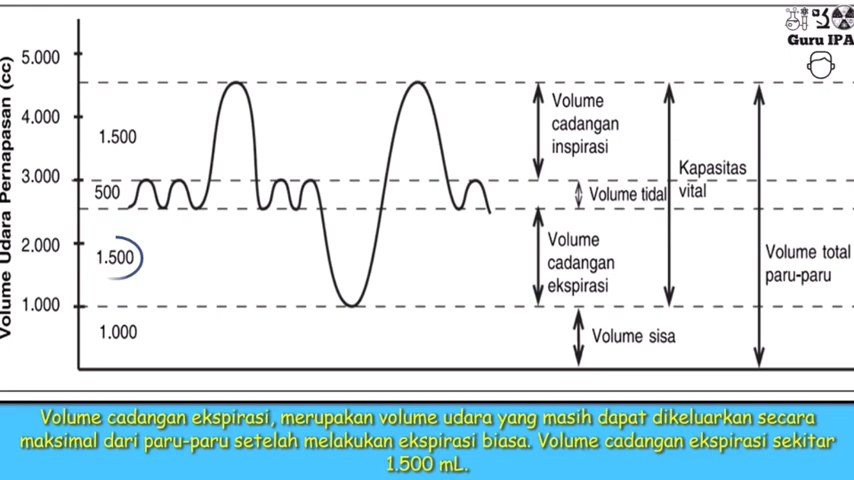 Guru IPA
Volume Udara Pernapasan (cc)
5.000
4.000
3.000
2.000
1.000
1.500
500
1.500
1.000
Volume
cadangan
inspirasi
Volume tidal
Volume
cadangan
ekspirasi
Volume sisa
Kapasitas
vital
Volume total
paru-paru
Volume cadangan ekspirasi, merupakan volume udara yang masih dapat dikeluarkan secara
maksimal dari paru-paru setelah melakukan ekspirasi biasa. Volume cadangan ekspirasi sekitar
1.500 mL.